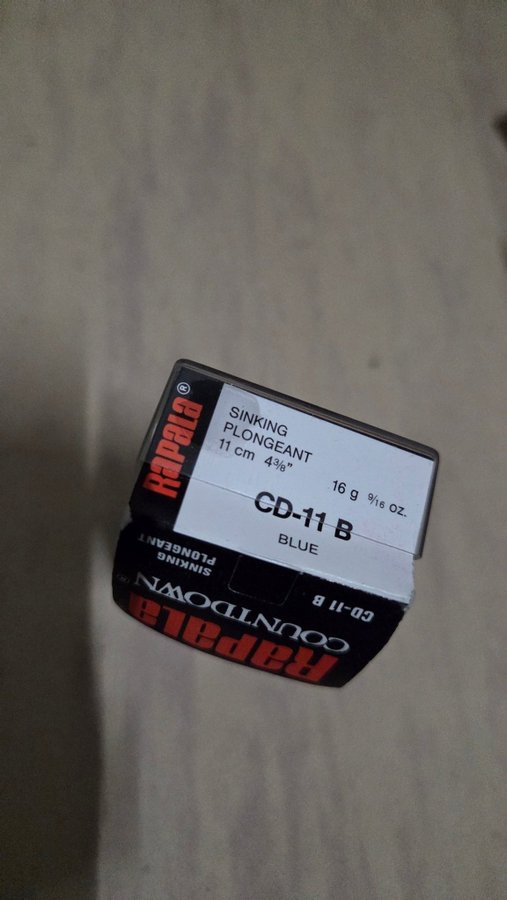 Rapala®
SINKING
PLONGEANT
11 cm 4⅜"
16 g 9/16 oz.
CD-11 B
BLUE
Rapala®
COUNTDOWN
SINKING
PLONGEANT
CD-11 B